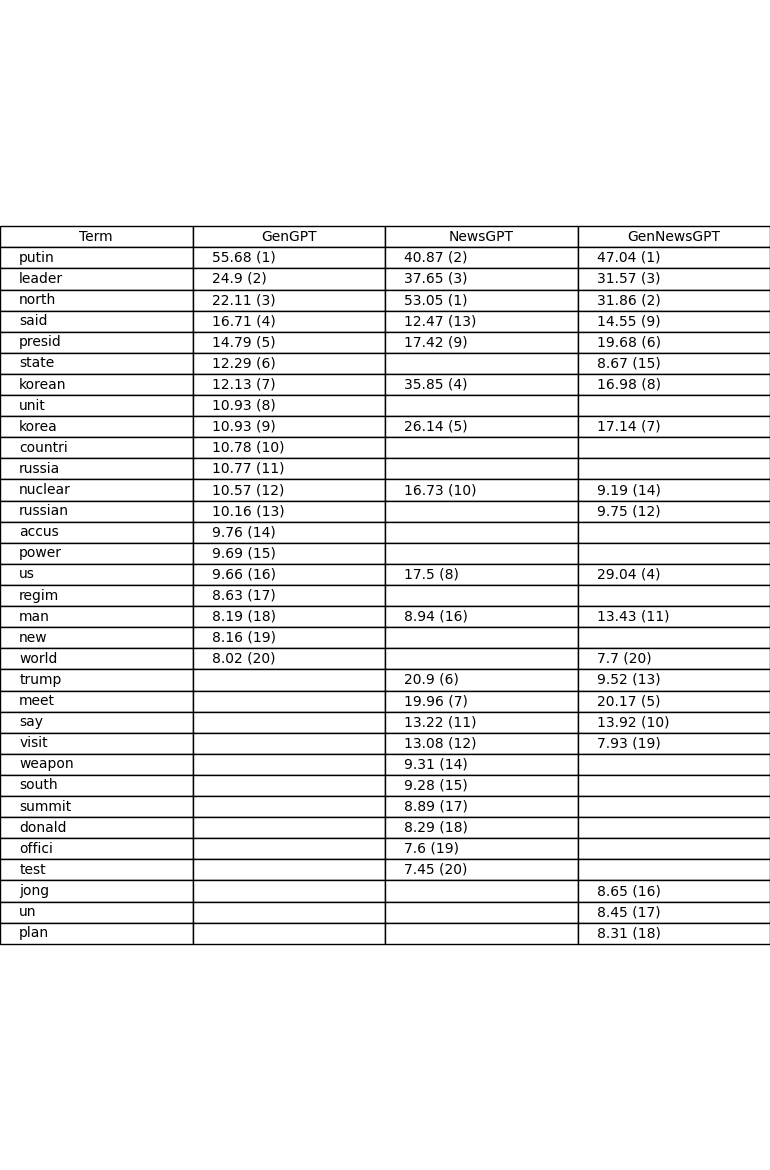 Term GenGPT NewsGPT GenNewsGPT
putin 55.68 (1) 40.87 (2) 47.04 (1)
leader 24.9 (2) 37.65 (3) 31.57 (3)
north 22.11 (3) 53.05 (1) 31.86 (2)
said 16.71 (4) 12.47 (13) 14.55 (9)
presid 14.79 (5) 17.42 (9) 19.68 (6)
state 12.29 (6) 8.67 (15)
korean 12.13 (7) 35.85 (4) 16.98 (8)
unit 10.93 (8)
korea 10.93 (9) 26.14 (5) 17.14 (7)
countri 10.78 (10)
russia 10.77 (11)
nuclear 10.57 (12) 16.73 (10) 9.19 (14)
russian 10.16 (13) 9.75 (12)
accus 9.76 (14)
power 9.69 (15)
us 9.66 (16) 17.5 (8) 29.04 (4)
regim 8.63 (17)
man 8.19 (18) 8.94 (16) 13.43 (11)
new 8.16 (19)
world 8.02 (20) 7.7 (20)
trump 20.9 (6) 9.52 (13)
meet 19.96 (7) 20.17 (5)
say 13.22 (11) 13.92 (10)
visit 13.08 (12) 7.93 (19)
weapon 9.31 (14)
south 9.28 (15)
summit 8.89 (17)
donald 8.29 (18)
offici 7.6 (19)
test 7.45 (20)
jong 8.65 (16)
un 8.45 (17)
plan 8.31 (18)